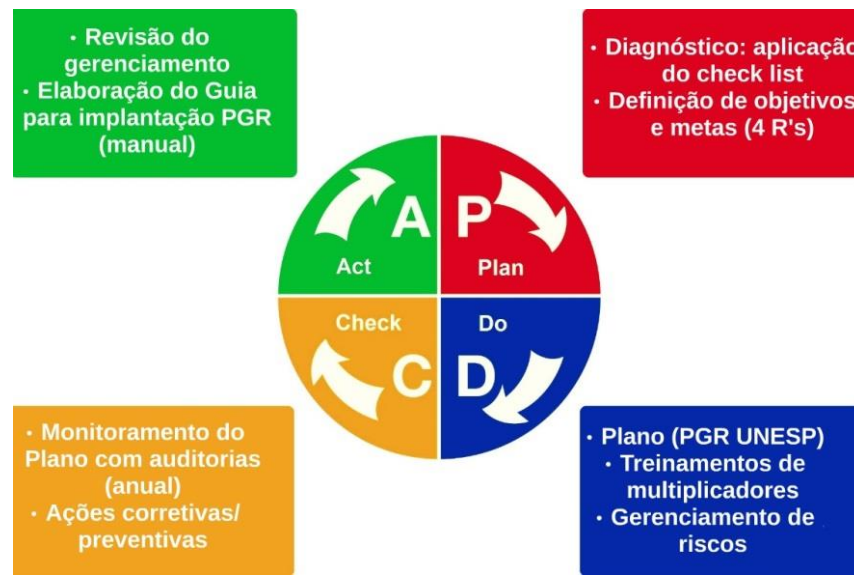 • Revisão do
gerenciamento
• Elaboração do Guia
para implantação PGR
(manual)
• Diagnóstico: aplicação
do check list
• Definição de objetivos
e metas (4 R's)
A P
Act Plan
Check Do
C D
• Monitoramento do
Plano com auditorias
(anual)
• Ações corretivas/
preventivas
• Plano (PGR UNESP)
• Treinamentos de
multiplicadores
• Gerenciamento de
riscos